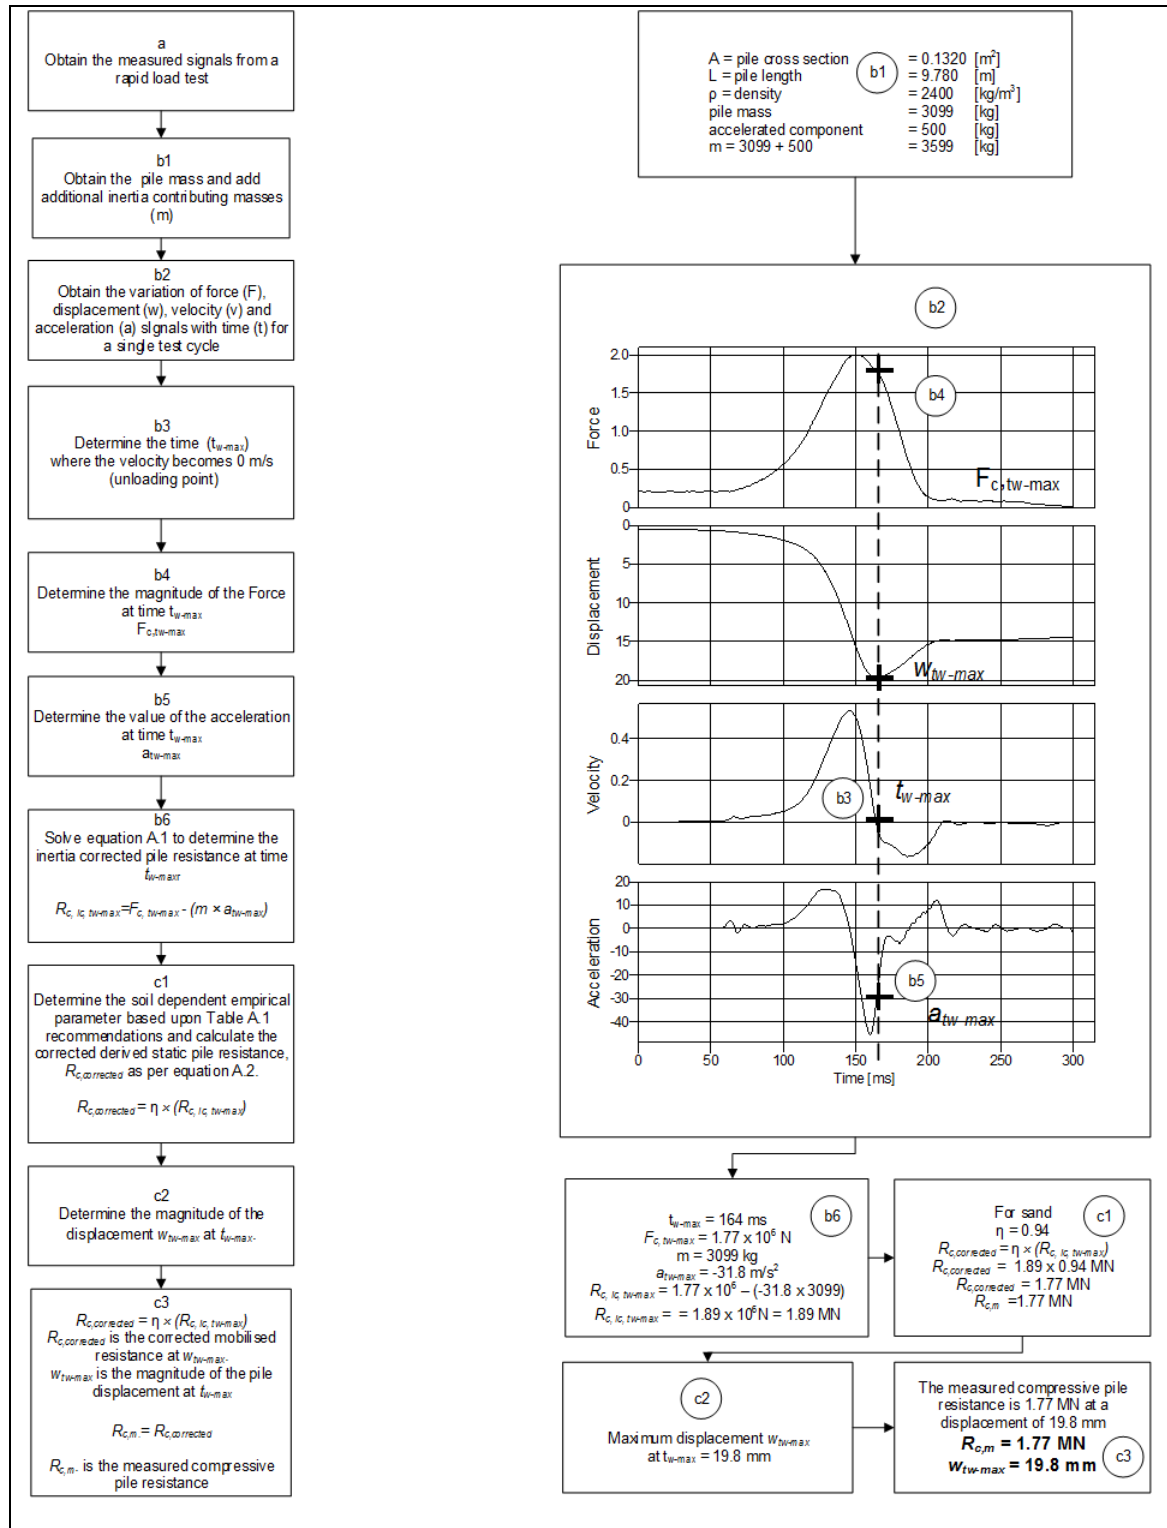 a
Obtain the measured signals from a
rapid load test
b1
Obtain the pile mass and add
additional inertia contributing masses
(m)
b2
Obtain the variation of force (F),
displacement (w), velocity (v) and
acceleration (a) signals with time (t) for
a single test cycle
b3
Determine the time (tw-max)
where the velocity becomes 0 m/s
(unloading point)
b4
Determine the magnitude of the Force
at time tw-max
Fc,tw-max
b5
Determine the value of the acceleration
at time tw-max
atw-max
b6
Solve equation A.1 to determine the
inertia corrected pile resistance at time
tw-maxr
Rc, ic, tw-max=Fc, tw-max - (m × atw-max)
c1
Determine the soil dependent empirical
parameter based upon Table A.1
recommendations and calculate the
corrected derived static pile resistance,
Rc,corrected as per equation A.2.
Rc,corrected = η × (Rc, ic, tw-max)
c2
Determine the magnitude of the
displacement wtw-max at tw-max.
c3
Rc,corrected = η × (Rc, ic, tw-max)
Rc,corrected is the corrected mobilised
resistance at wtw-max.
wtw-max is the magnitude of the pile
displacement at tw-max
Rc,m. = Rc,corrected
Rc,m. is the measured compressive
pile resistance
A = pile cross section = 0.1320 [m²]
L = pile length = 9.780 [m]
ρ = density = 2400 [kg/m³]
pile mass = 3099 [kg]
accelerated component = 500 [kg]
m = 3099 + 500 = 3599 [kg]
b1
b2
Force
2.0
1.5
1.0
0.5
0
b4
Fc,tw-max
Displacement
0
5
10
15
20
wtw-max
Velocity
0.4
0.2
0
b3
tw-max
Acceleration
20
10
0
-10
-20
-30
-40
b5
atw-max
0 50 100 150 200 250 300
Time [ms]
b6
tw-max = 164 ms
Fc, tw-max = 1.77 x 10⁶ N
m = 3099 kg
atw-max = -31.8 m/s²
Rc, ic, tw-max = 1.77 x 10⁶ – (-31.8 x 3099)
Rc, ic, tw-max = = 1.89 x 10⁶N = 1.89 MN
c1
For sand
η = 0.94
Rc,corrected = η × (Rc, ic, tw-max)
Rc,corrected = 1.89 x 0.94 MN
Rc,corrected = 1.77 MN
Rc,m =1.77 MN
c2
Maximum displacement wtw-max
at tw-max = 19.8 mm
The measured compressive pile
resistance is 1.77 MN at a
displacement of 19.8 mm
Rc,m = 1.77 MN
wtw-max = 19.8 mm
c3